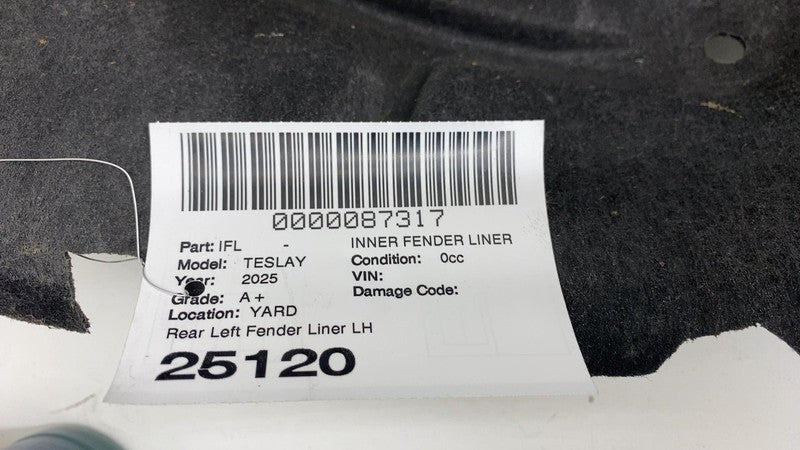 0000087317
Part: IFL - INNER FENDER LINER
Model: TESLAY Condition: 0cc
Year: 2025 VIN:
Grade: A+ Damage Code:
Location: YARD
Rear Left Fender Liner LH
25120